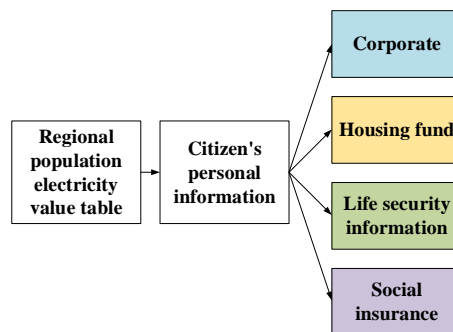 Regional
population
electricity
value table
Citizen's
personal
information
Corporate
Housing fund
Life security
information
Social
insurance